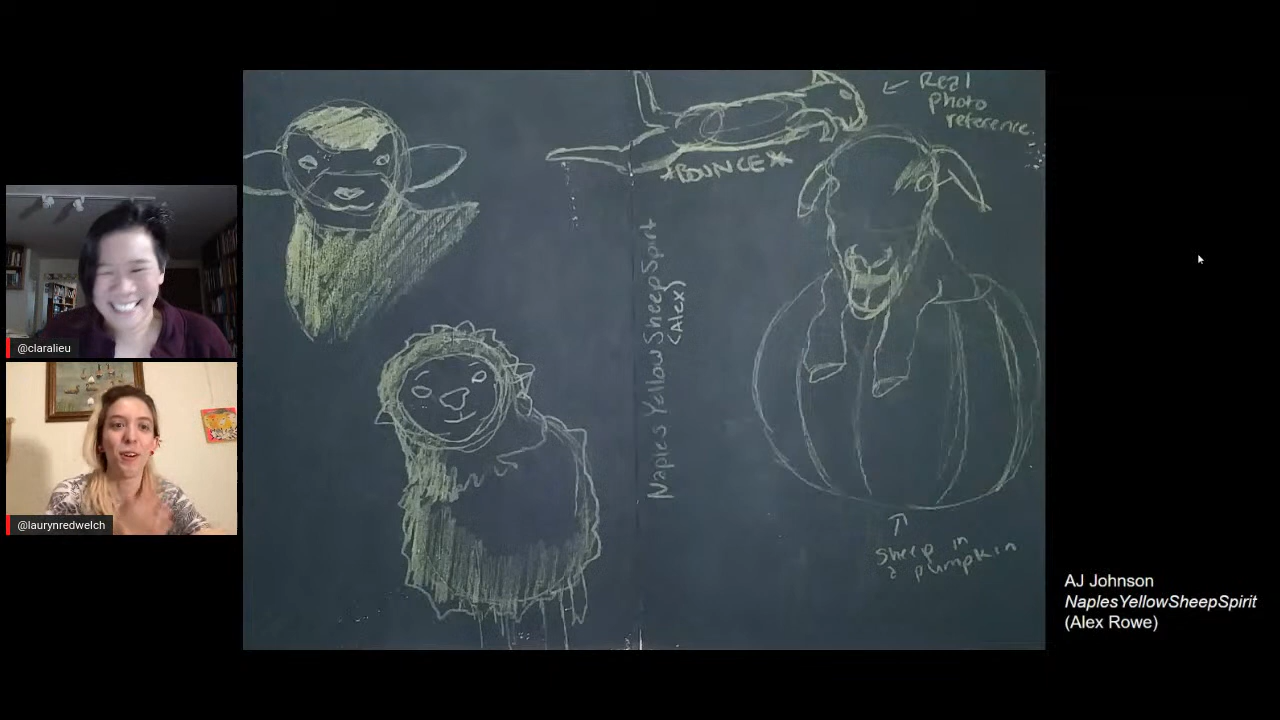 Real
photo
reference.
*BOUNCE*
NaplesYellowSheepSpirit
(Alex)
Sheep in
a pumpkin
@claralieu
@laurynredwelch
AJ Johnson
NaplesYellowSheepSpirit
(Alex Rowe)